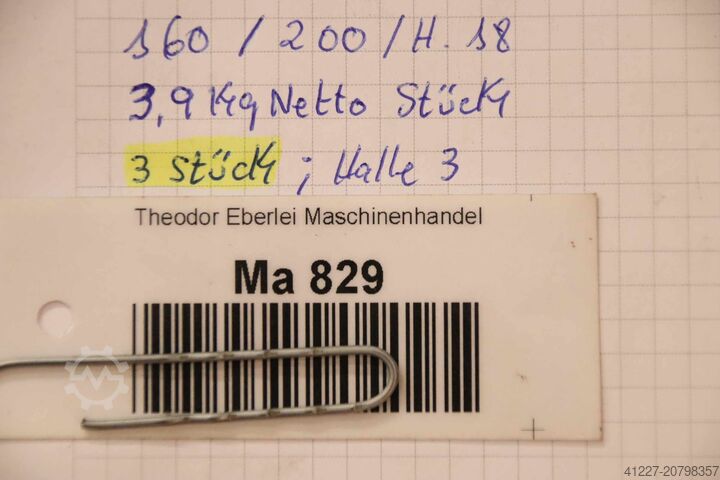 160 / 200 / H. 18
3,9 Kg Netto Stück
3 Stück ; Halle 3
Theodor Eberlei Maschinenhandel
Ma 829
41227-20798357